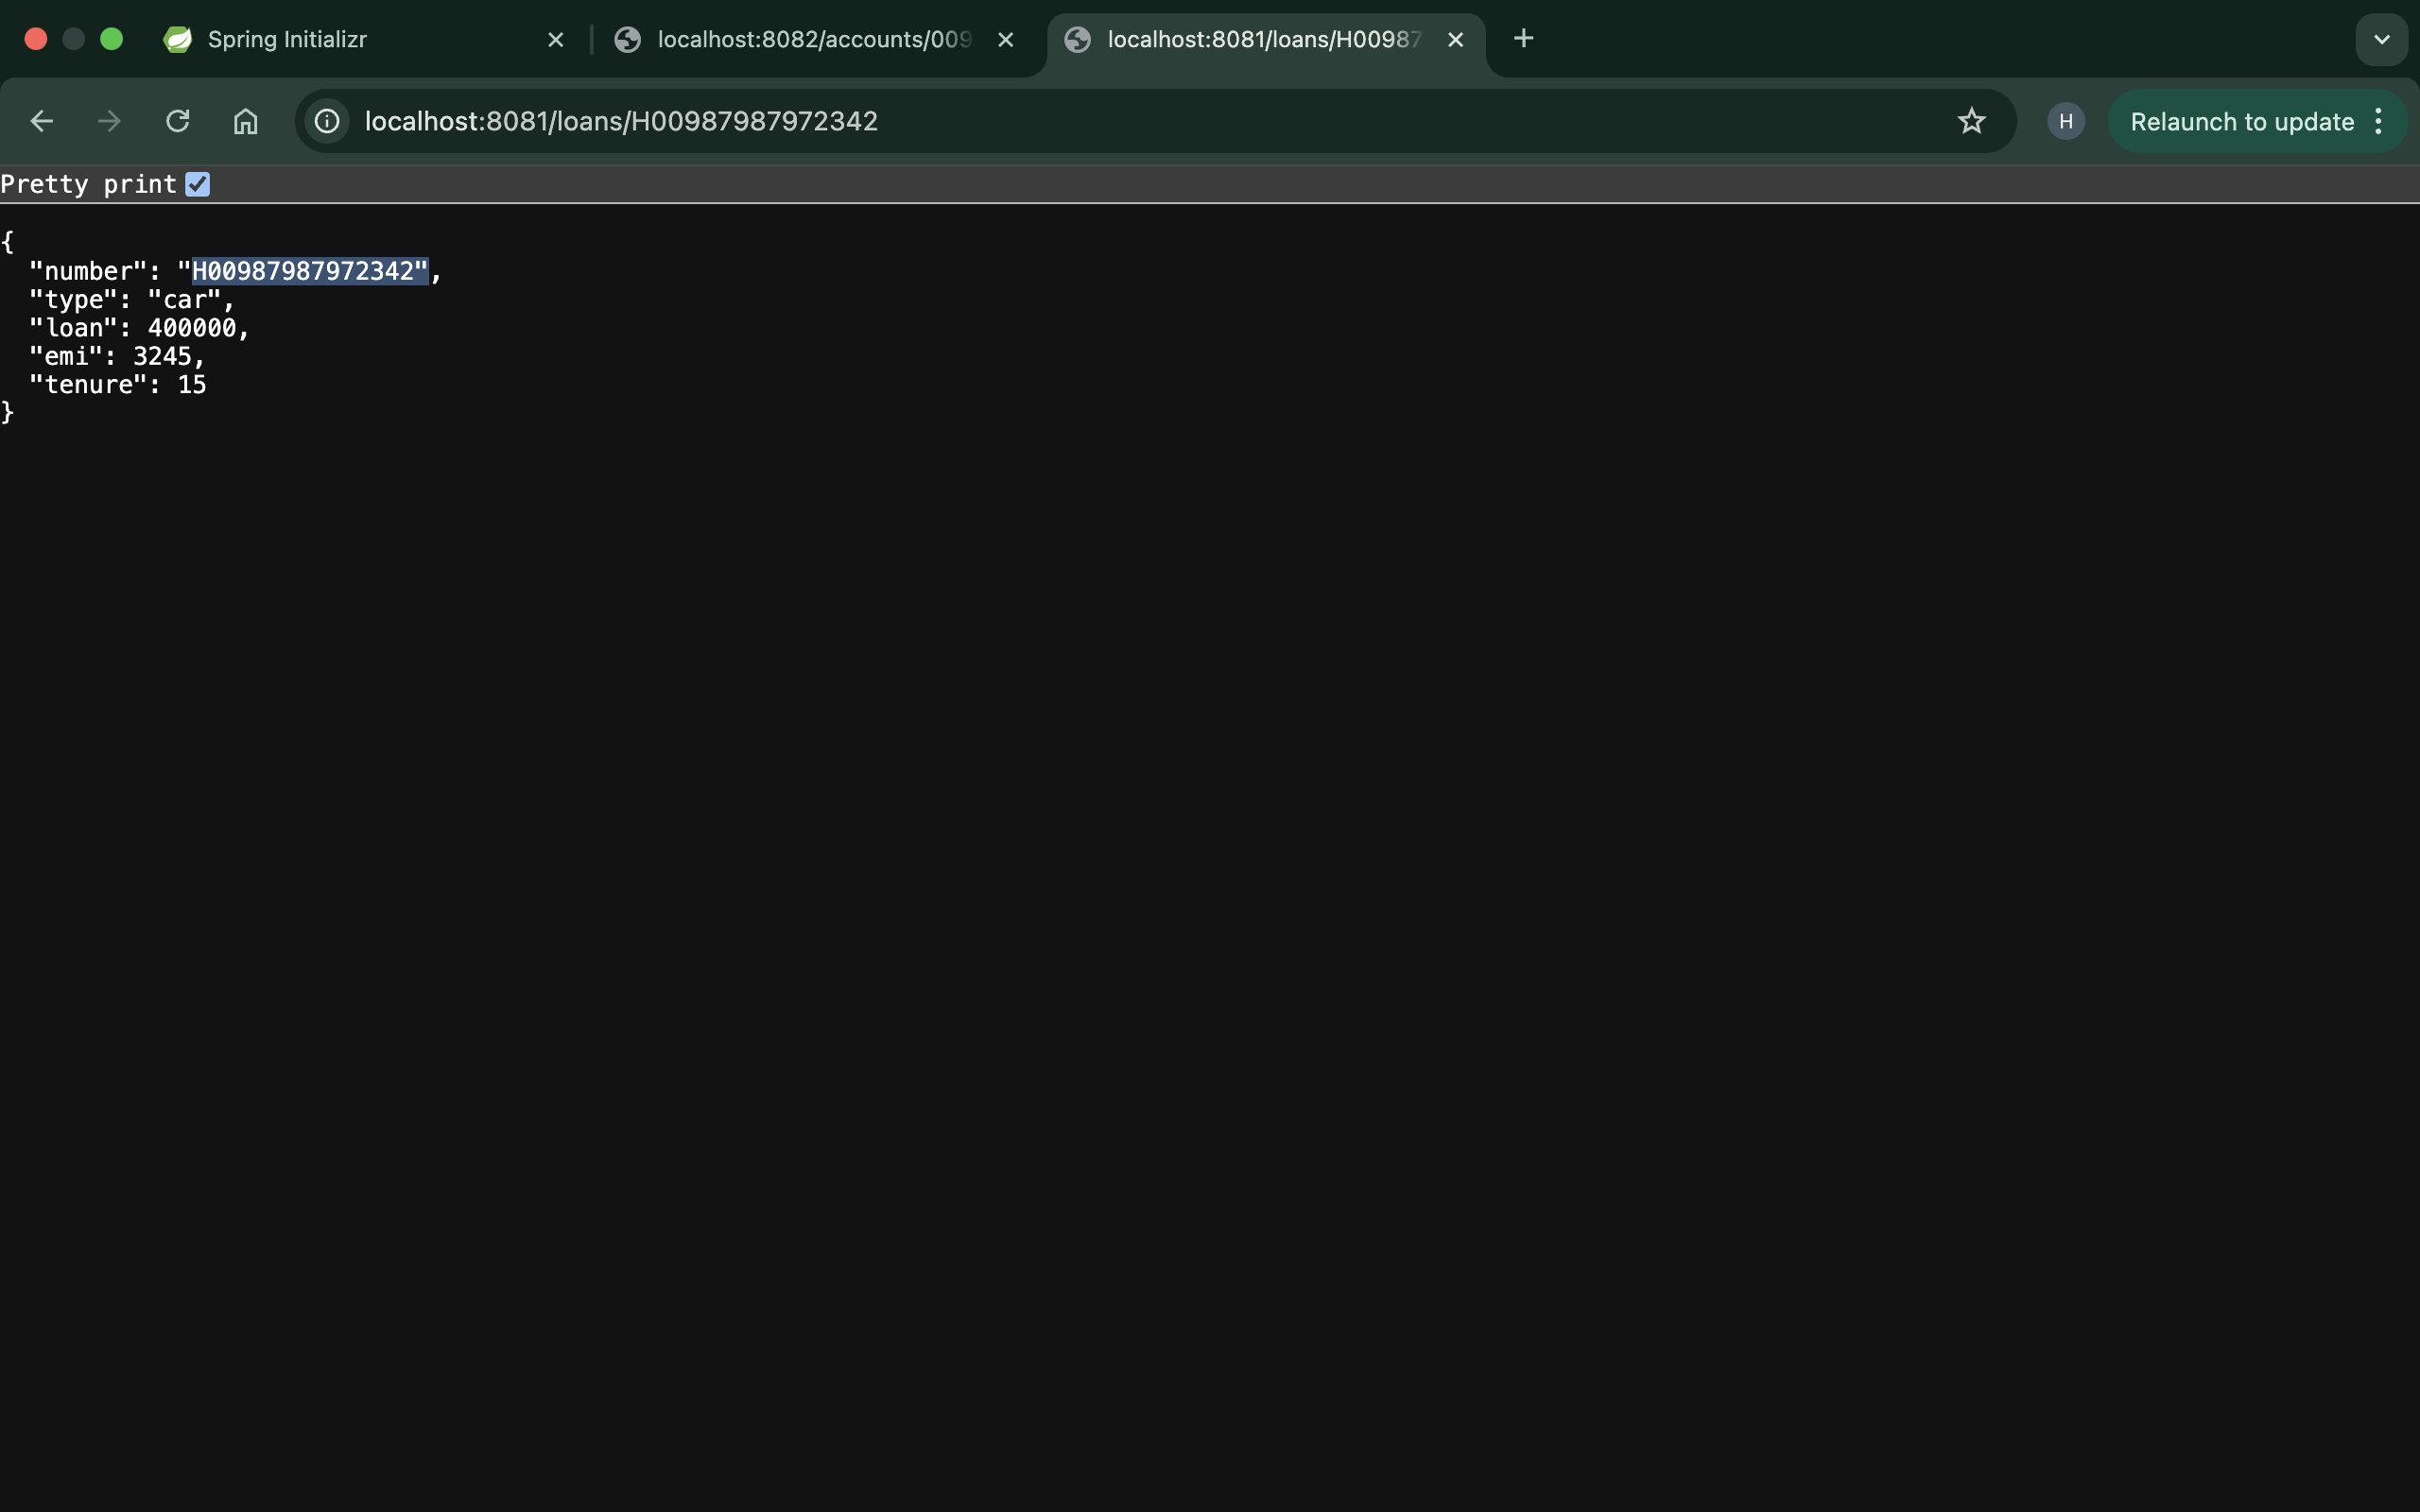 Spring Initializr
localhost:8082/accounts/009
localhost:8081/loans/H00987
localhost:8081/loans/H00987987972342
H
Relaunch to update
Pretty print
{
"number": "H00987987972342",
"type": "car",
"loan": 400000,
"emi": 3245,
"tenure": 15
}